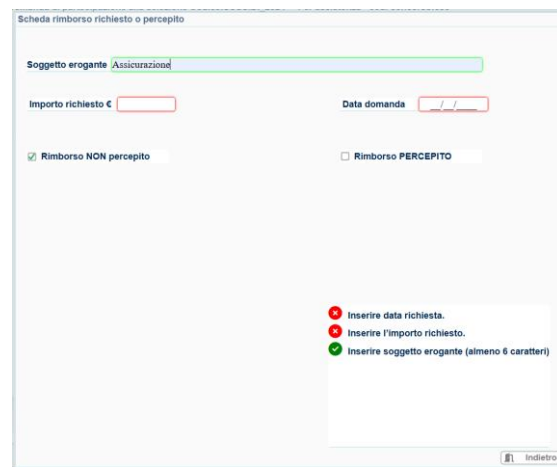 Scheda rimborso richiesto o percepito
Soggetto erogante Assicurazione
Importo richiesto € Data domanda __/__/____
Rimborso NON percepito Rimborso PERCEPITO
Inserire data richiesta.
Inserire l'importo richiesto.
Inserire soggetto erogante (almeno 6 caratteri)
Indietro